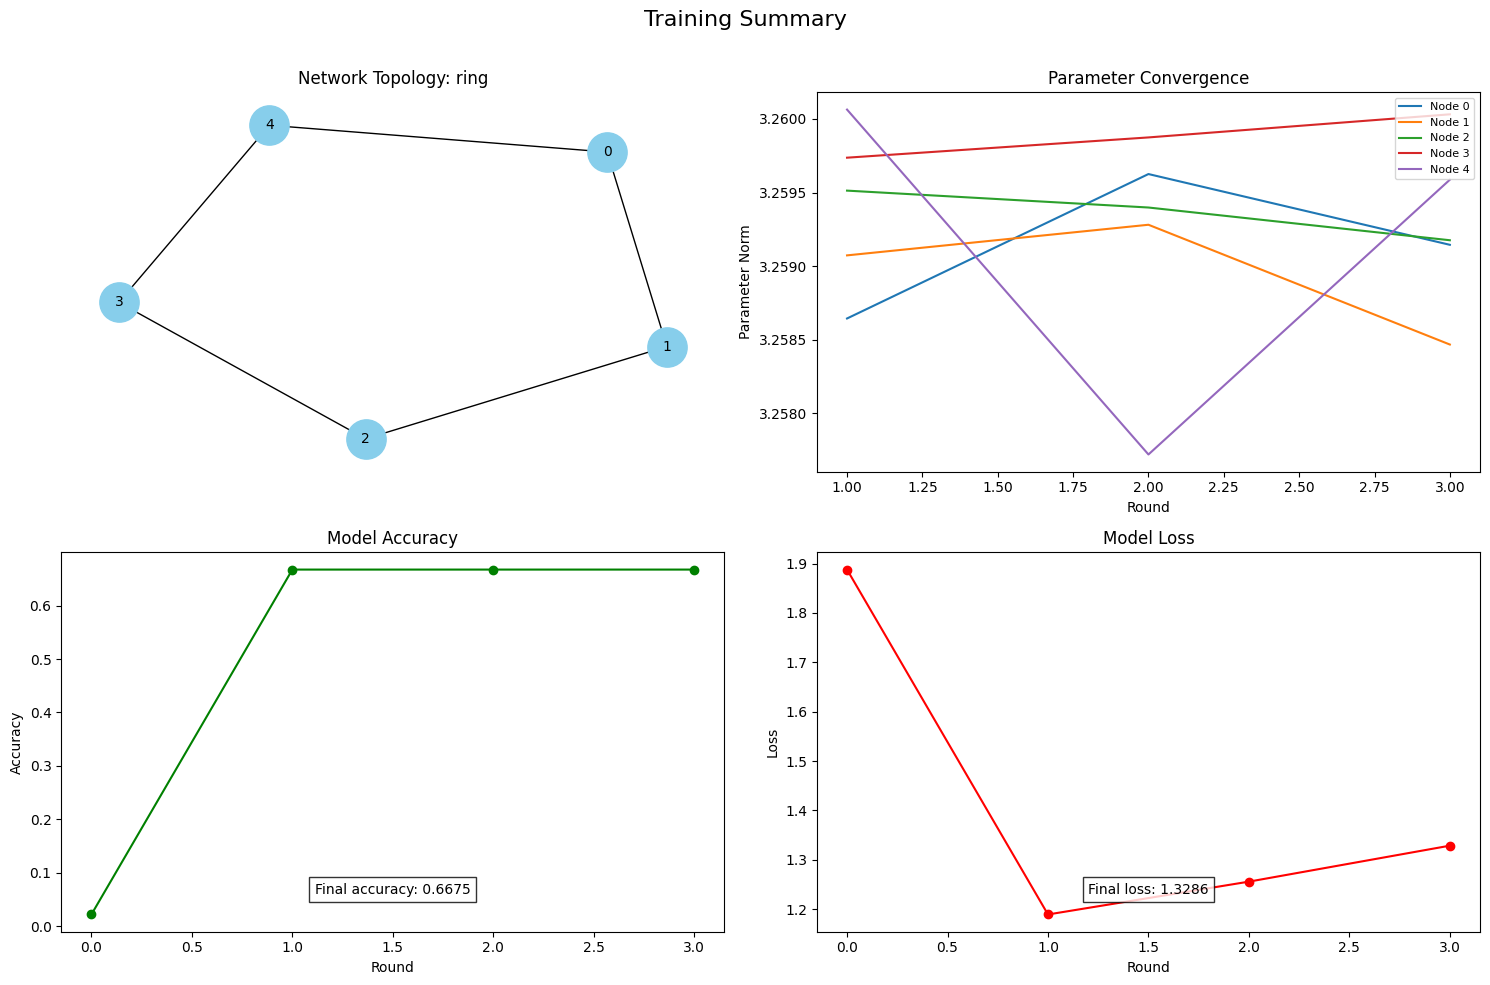 Training Summary
Network Topology: ring
4
0
3
1
2
Parameter Convergence
Node 0
Node 1
Node 2
Node 3
Node 4
3.2600
3.2595
3.2590
3.2585
3.2580
Parameter Norm
1.00 1.25 1.50 1.75 2.00 2.25 2.50 2.75 3.00
Round
Model Accuracy
0.6
0.5
0.4
0.3
0.2
0.1
0.0
Accuracy
Final accuracy: 0.6675
0.0 0.5 1.0 1.5 2.0 2.5 3.0
Round
Model Loss
1.9
1.8
1.7
1.6
1.5
1.4
1.3
1.2
Loss
Final loss: 1.3286
0.0 0.5 1.0 1.5 2.0 2.5 3.0
Round